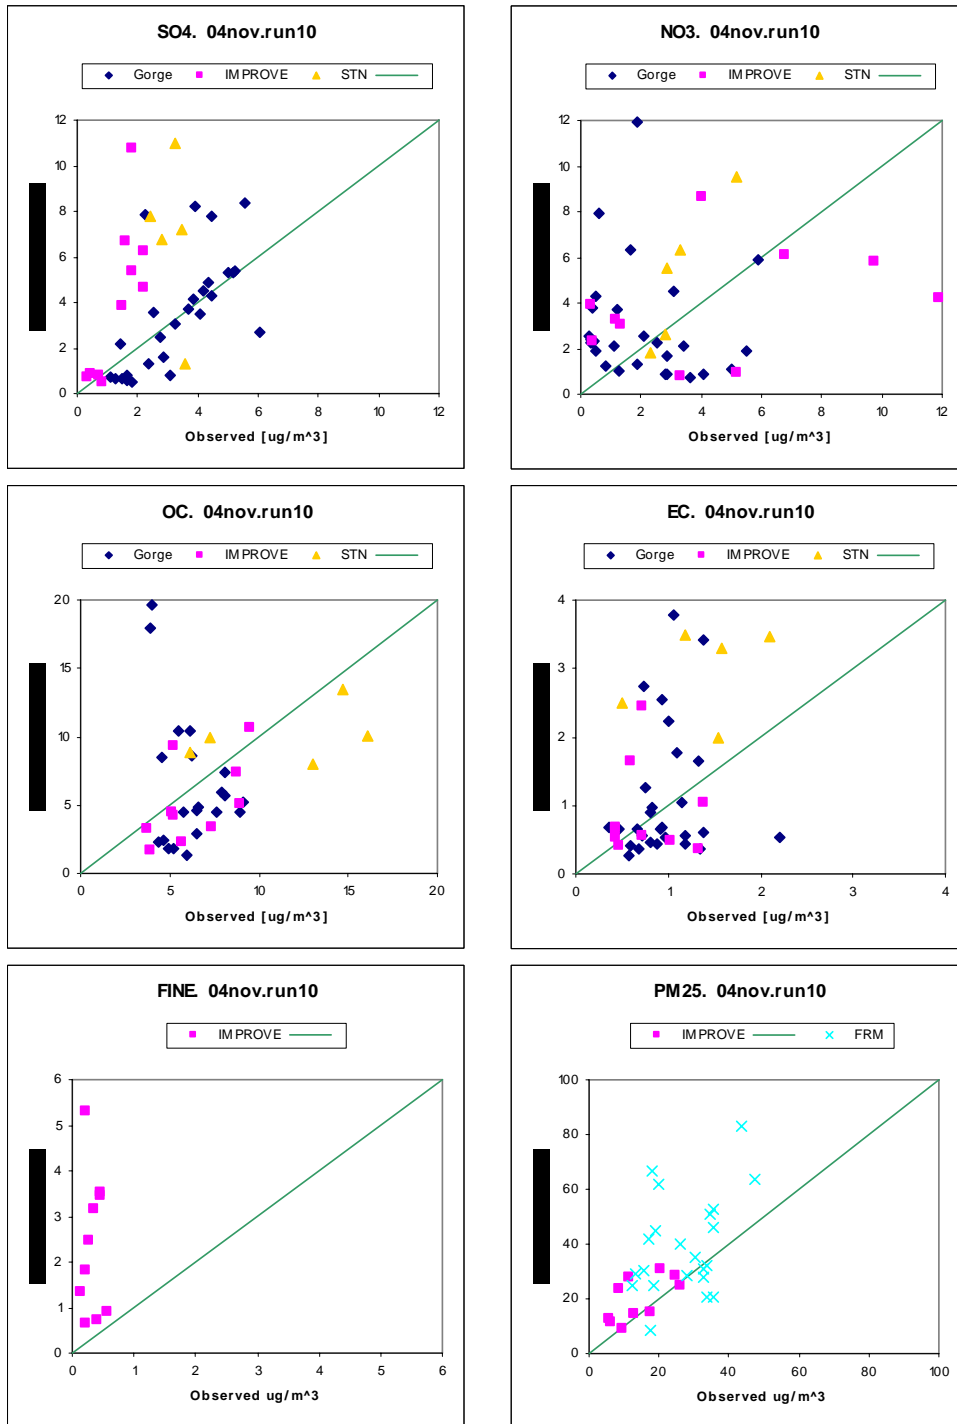 SO4. 04nov.run10
Gorge IMPROVE STN
12
10
8
6
4
2
0
0 2 4 6 8 10 12
Observed [ug/m^3]
NO3. 04nov.run10
Gorge IMPROVE STN
12
10
8
6
4
2
0
0 2 4 6 8 10 12
Observed [ug/m^3]
OC. 04nov.run10
Gorge IMPROVE STN
20
15
10
5
0
0 5 10 15 20
Observed [ug/m^3]
EC. 04nov.run10
Gorge IMPROVE STN
4
3
2
1
0
0 1 2 3 4
Observed [ug/m^3]
FINE. 04nov.run10
IMPROVE
6
5
4
3
2
1
0
0 1 2 3 4 5 6
Observed ug/m^3
PM25. 04nov.run10
IMPROVE FRM
100
80
60
40
20
0
0 20 40 60 80 100
Observed ug/m^3